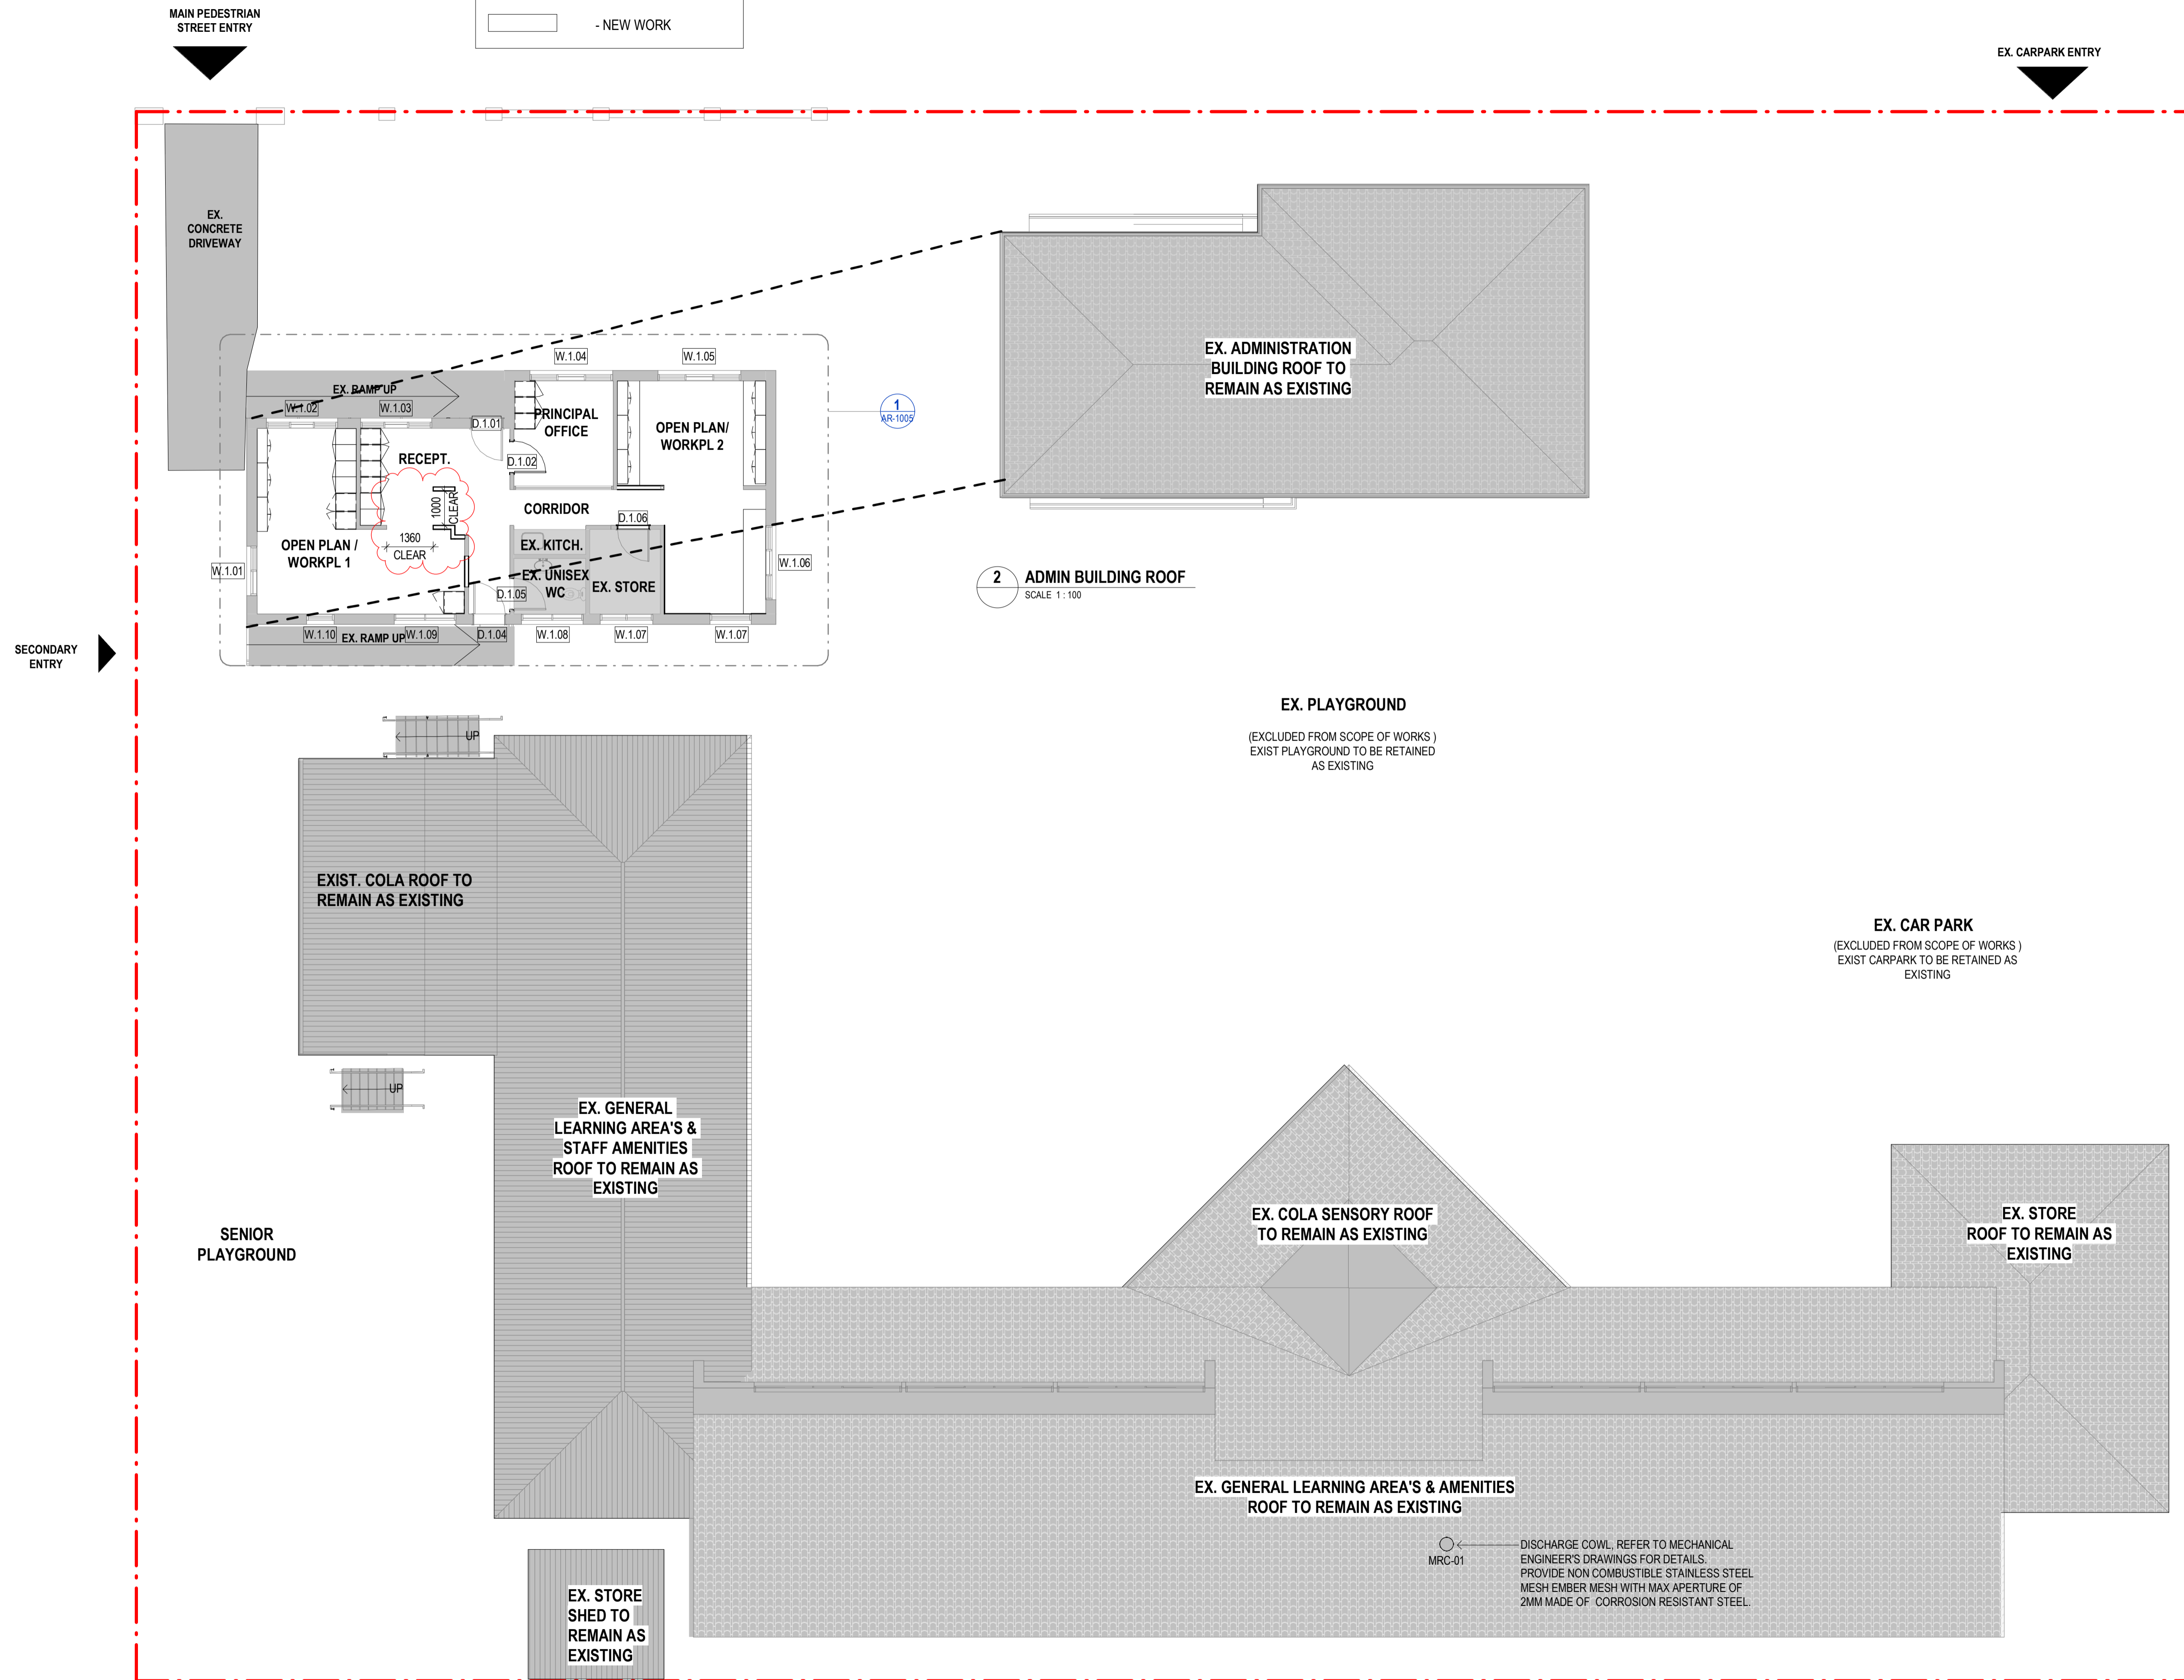 MAIN PEDESTRIAN
STREET ENTRY
- NEW WORK
EX. CARPARK ENTRY
EX.
CONCRETE
DRIVEWAY
W.1.04
W.1.05
EX. RAMP UP
W.1.02
W.1.03
D.1.01
PRINCIPAL
OFFICE
OPEN PLAN/
WORKPL 2
1
AR-1005
EX. ADMINISTRATION
BUILDING ROOF TO
REMAIN AS EXISTING
RECEPT.
D.1.02
1000
CLEAR
CORRIDOR
D.1.06
1360
CLEAR
OPEN PLAN /
WORKPL 1
EX. KITCH.
W.1.01
EX. UNISEX
WC
EX. STORE
W.1.06
D.1.05
2
ADMIN BUILDING ROOF
SCALE 1 : 100
W.1.10
EX. RAMP UP
W.1.09
D.1.04
W.1.08
W.1.07
W.1.07
SECONDARY
ENTRY
EX. PLAYGROUND
(EXCLUDED FROM SCOPE OF WORKS )
EXIST PLAYGROUND TO BE RETAINED
AS EXISTING
UP
EXIST. COLA ROOF TO
REMAIN AS EXISTING
EX. CAR PARK
(EXCLUDED FROM SCOPE OF WORKS )
EXIST CARPARK TO BE RETAINED AS
EXISTING
UP
EX. GENERAL
LEARNING AREA'S &
STAFF AMENITIES
ROOF TO REMAIN AS
EXISTING
SENIOR
PLAYGROUND
EX. COLA SENSORY ROOF
TO REMAIN AS EXISTING
EX. STORE
ROOF TO REMAIN AS
EXISTING
EX. GENERAL LEARNING AREA'S & AMENITIES
ROOF TO REMAIN AS EXISTING
MRC-01
DISCHARGE COWL, REFER TO MECHANICAL
ENGINEER'S DRAWINGS FOR DETAILS.
PROVIDE NON COMBUSTIBLE STAINLESS STEEL
MESH EMBER MESH WITH MAX APERTURE OF
2MM MADE OF CORROSION RESISTANT STEEL.
EX. STORE
SHED TO
REMAIN AS
EXISTING